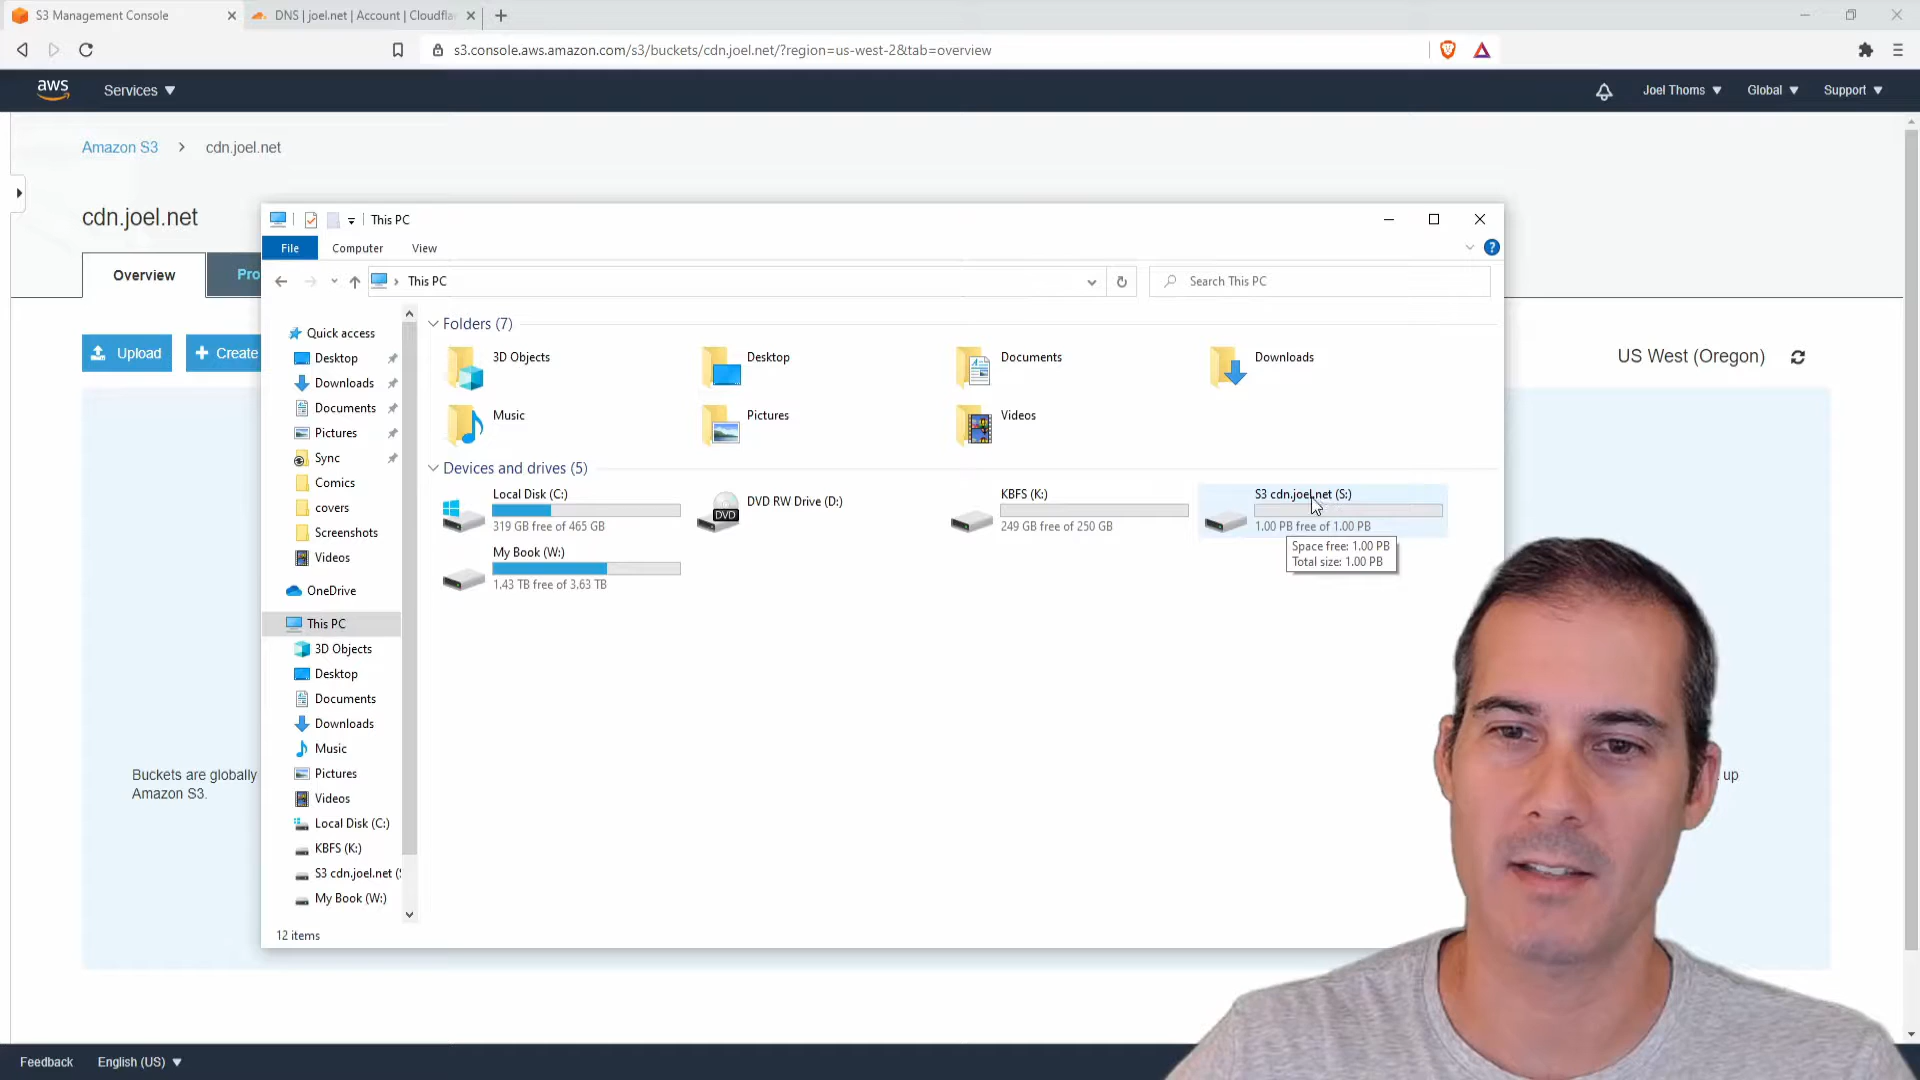 S3 Management Console
DNS | joel.net | Account | Cloudfla
s3.console.aws.amazon.com/s3/buckets/cdn.joel.net/?region=us-west-2&tab=overview
aws
Services
Joel Thoms
Global
Support
Amazon S3
cdn.joel.net
cdn.joel.net
Overview
Pro
Upload
Create
US West (Oregon)
Buckets are globally
Amazon S3.
up
This PC
File
Computer
View
This PC
Search This PC
Quick access
Desktop
Downloads
Documents
Pictures
Sync
Comics
covers
Screenshots
Videos
OneDrive
This PC
3D Objects
Desktop
Documents
Downloads
Music
Pictures
Videos
Local Disk (C:)
KBFS (K:)
S3 cdn.joel.net (S
My Book (W:)
Folders (7)
3D Objects
Desktop
Documents
Downloads
Music
Pictures
Videos
Devices and drives (5)
Local Disk (C:)
319 GB free of 465 GB
DVD
DVD RW Drive (D:)
KBFS (K:)
249 GB free of 250 GB
S3 cdn.joel.net (S:)
1.00 PB free of 1.00 PB
Space free: 1.00 PB
Total size: 1.00 PB
My Book (W:)
1.43 TB free of 3.63 TB
12 items
Feedback
English (US)